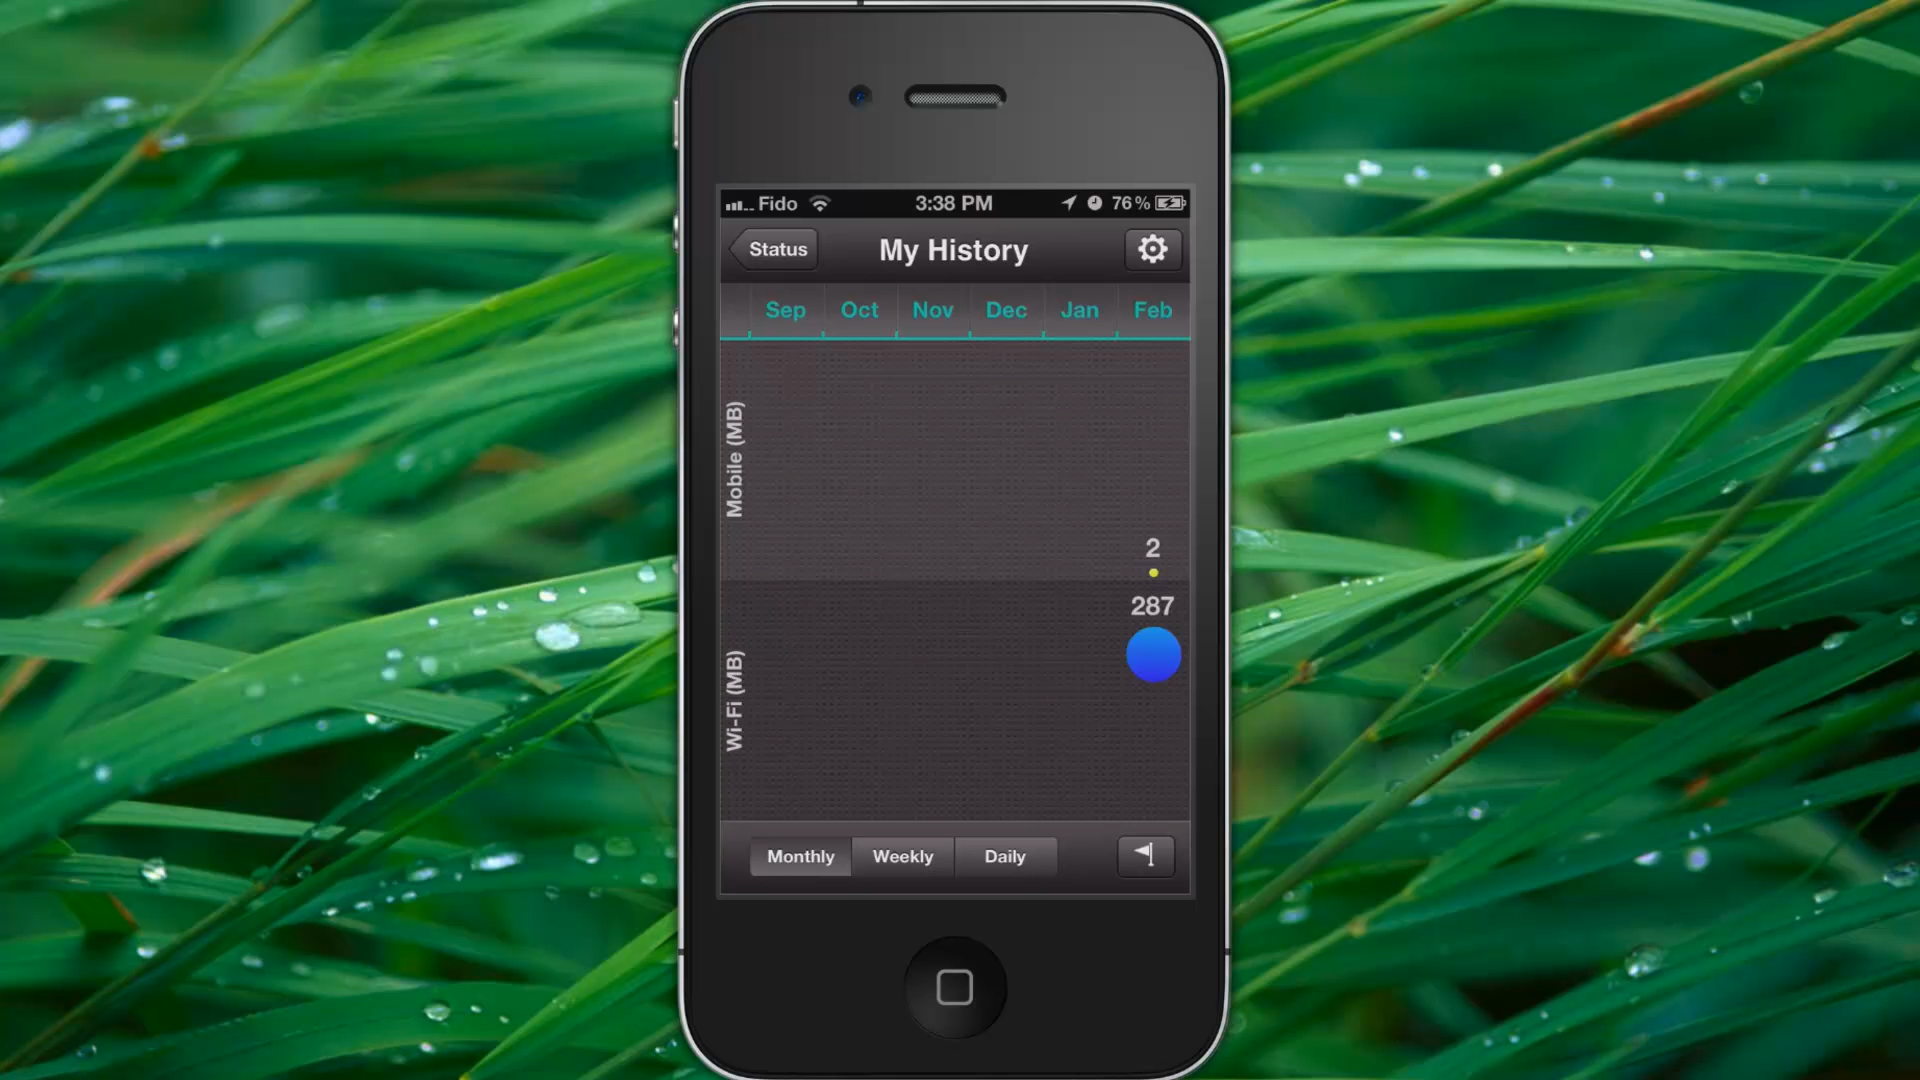 Fido 3:38 PM 76%
Status My History
Sep Oct Nov Dec Jan Feb
Mobile (MB)
2
287
Wi-Fi (MB)
Monthly Weekly Daily